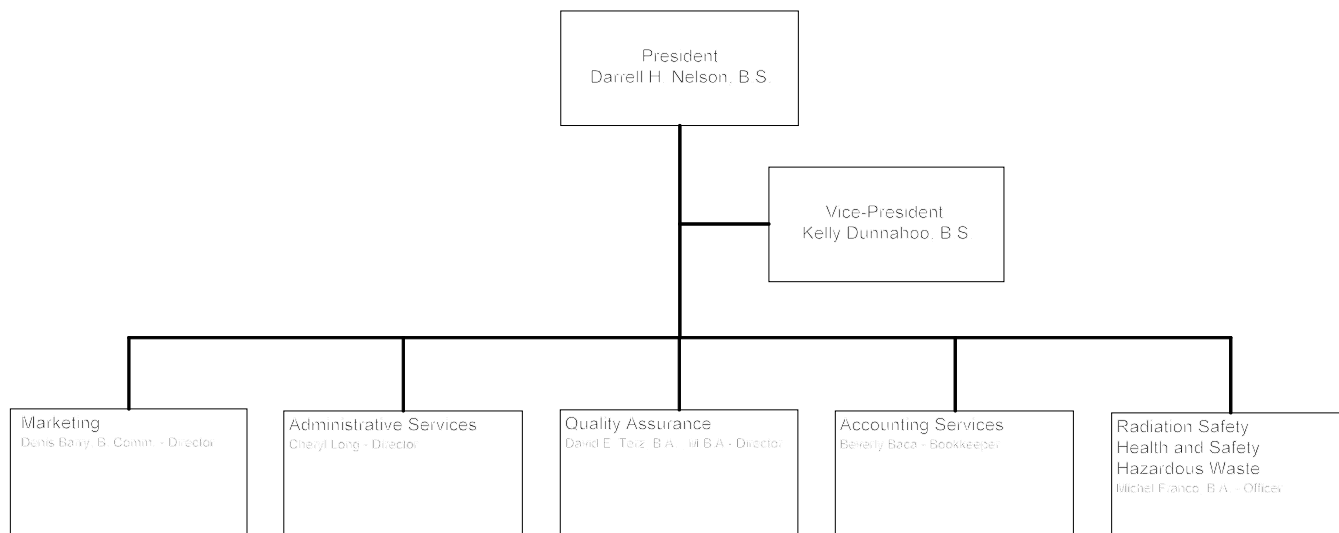 President
Darrell H. Nelson, B.S.
Vice-President
Kelly Dunnahoo, B.S.
Marketing
Denis Barry, B. Comm. - Director
Administrative Services
Cheryl Long - Director
Quality Assurance
David E. B.A., M.B.A - Director
Accounting Services
Beverly Baca - Bookkeeper
Radiation Safety
Health and Safety
Hazardous Waste
Michel Franco, B.A. - Officer